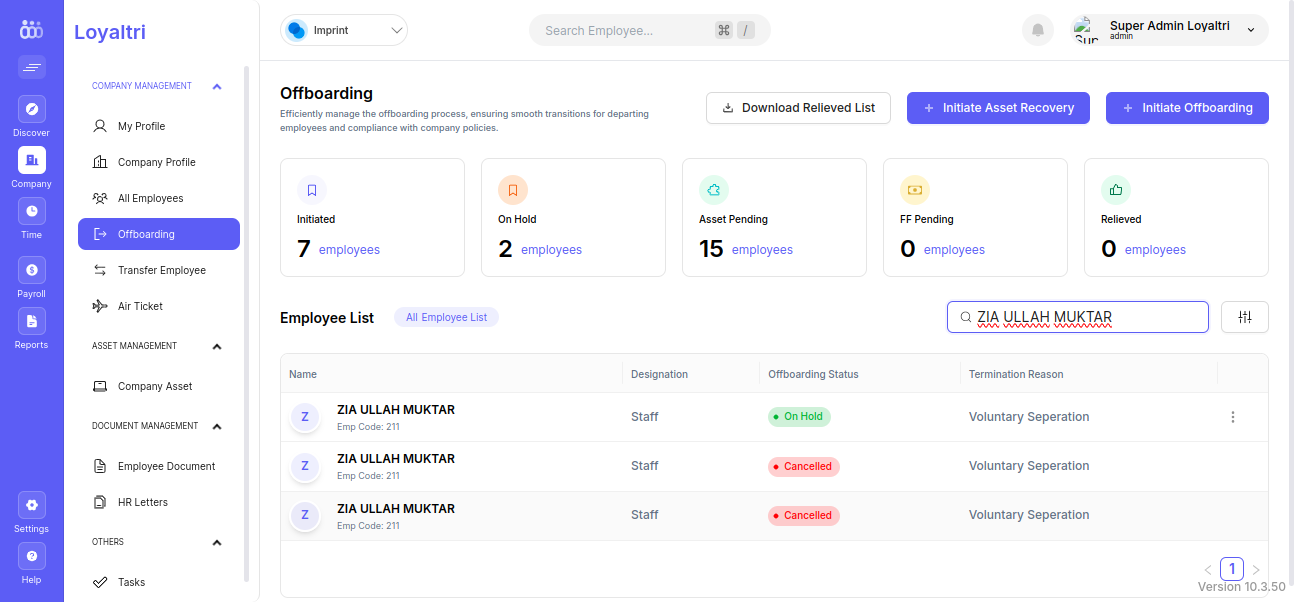 Loyaltri
Imprint
Search Employee...
⌘ /
Super Admin Loyaltri
admin
Discover
Company
Time
Payroll
Reports
Settings
Help
COMPANY MANAGEMENT
My Profile
Company Profile
All Employees
Offboarding
Transfer Employee
Air Ticket
ASSET MANAGEMENT
Company Asset
DOCUMENT MANAGEMENT
Employee Document
HR Letters
OTHERS
Tasks
Offboarding
Efficiently manage the offboarding process, ensuring smooth transitions for departing
employees and compliance with company policies.
Download Relieved List
+ Initiate Asset Recovery
+ Initiate Offboarding
Initiated
7 employees
On Hold
2 employees
Asset Pending
15 employees
FF Pending
0 employees
Relieved
0 employees
Employee List
All Employee List
ZIA ULLAH MUKTAR
Name Designation Offboarding Status Termination Reason
Z ZIA ULLAH MUKTAR Staff On Hold Voluntary Seperation
Emp Code: 211
Z ZIA ULLAH MUKTAR Staff Cancelled Voluntary Seperation
Emp Code: 211
Z ZIA ULLAH MUKTAR Staff Cancelled Voluntary Seperation
Emp Code: 211
< 1 >
Version 10.3.50